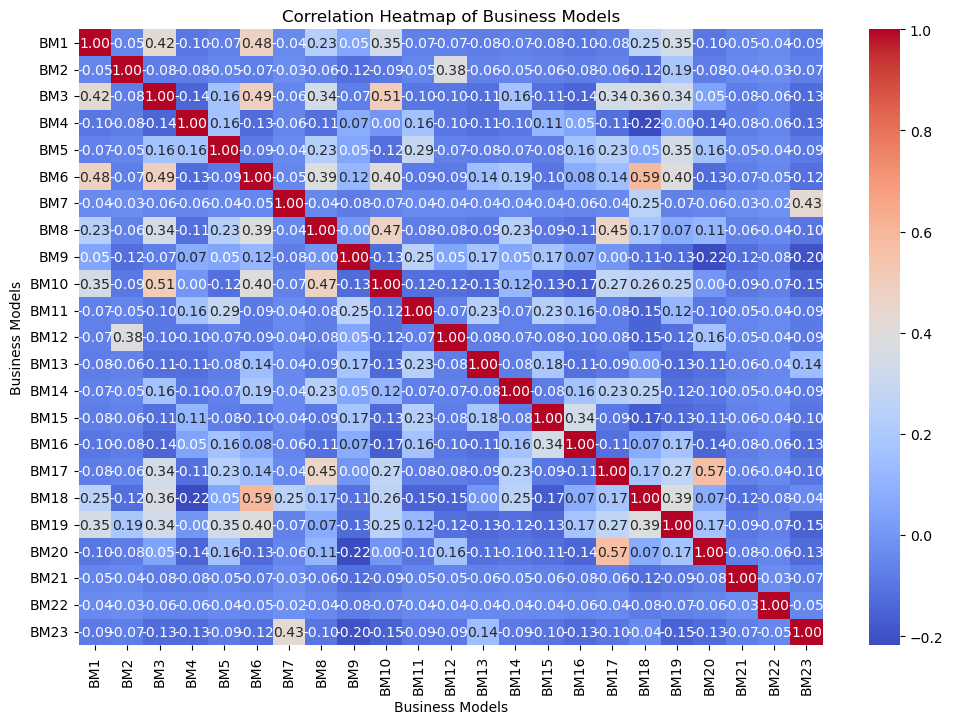 Correlation Heatmap of Business Models
BM1 1.00 -0.05 0.42 -0.10 -0.07 0.48 -0.04 0.23 0.05 0.35 -0.07 -0.07 -0.08 -0.07 -0.08 -0.10 -0.08 0.25 0.35 -0.10 -0.05 -0.04 -0.09
BM2 -0.05 1.00 -0.08 -0.08 -0.05 -0.07 -0.03 -0.06 -0.12 -0.09 -0.05 0.38 -0.06 -0.05 -0.06 -0.08 -0.06 -0.12 0.19 -0.08 -0.04 -0.03 -0.07
BM3 0.42 -0.08 1.00 -0.14 0.16 0.49 -0.06 0.34 -0.07 0.51 -0.10 -0.10 -0.11 0.16 -0.11 -0.14 0.34 0.36 0.34 0.05 -0.08 -0.06 -0.13
BM4 -0.10 -0.08 -0.14 1.00 0.16 -0.13 -0.06 -0.11 0.07 0.00 0.16 -0.10 -0.11 -0.10 0.11 0.05 -0.11 -0.22 -0.00 -0.14 -0.08 -0.06 -0.13
BM5 -0.07 -0.05 0.16 0.16 1.00 -0.09 -0.04 0.23 0.05 -0.12 0.29 -0.07 -0.08 -0.07 -0.08 0.16 0.23 0.05 0.35 0.16 -0.05 -0.04 -0.09
BM6 0.48 -0.07 0.49 -0.13 -0.09 1.00 -0.05 0.39 0.12 0.40 -0.09 -0.09 0.14 0.19 -0.10 0.08 0.14 0.59 0.40 -0.13 -0.07 -0.05 -0.12
BM7 -0.04 -0.03 -0.06 -0.06 -0.04 -0.05 1.00 -0.04 -0.08 -0.07 -0.04 -0.04 -0.04 -0.04 -0.04 -0.06 -0.04 0.25 -0.07 -0.06 -0.03 -0.02 0.43
BM8 0.23 -0.06 0.34 -0.11 0.23 0.39 -0.04 1.00 -0.00 0.47 -0.08 -0.08 -0.09 0.23 -0.09 -0.11 0.45 0.17 0.07 0.11 -0.06 -0.04 -0.10
BM9 0.05 -0.12 -0.07 0.07 0.05 0.12 -0.08 -0.00 1.00 -0.13 0.25 0.05 0.17 0.05 0.17 0.07 0.00 -0.11 -0.13 -0.22 -0.12 -0.08 -0.20
BM10 0.35 -0.09 0.51 0.00 -0.12 0.40 -0.07 0.47 -0.13 1.00 -0.12 -0.12 -0.13 0.12 -0.13 -0.17 0.27 0.26 0.25 0.00 -0.09 -0.07 -0.15
BM11 -0.07 -0.05 -0.10 0.16 0.29 -0.09 -0.04 -0.08 0.25 -0.12 1.00 -0.07 0.23 -0.07 0.23 0.16 -0.08 -0.15 0.12 -0.10 -0.05 -0.04 -0.09
BM12 -0.07 0.38 -0.10 -0.10 -0.07 -0.09 -0.04 -0.08 0.05 -0.12 -0.07 1.00 -0.08 -0.07 -0.08 -0.10 -0.08 -0.15 -0.12 0.16 -0.05 -0.04 -0.09
BM13 -0.08 -0.06 -0.11 -0.11 -0.08 0.14 -0.04 -0.09 0.17 -0.13 0.23 -0.08 1.00 -0.08 0.18 -0.11 -0.09 0.00 -0.13 -0.11 -0.06 -0.04 0.14
BM14 -0.07 -0.05 0.16 -0.10 -0.07 0.19 -0.04 0.23 0.05 0.12 -0.07 -0.07 -0.08 1.00 -0.08 0.16 0.23 0.25 -0.12 -0.10 -0.05 -0.04 -0.09
BM15 -0.08 -0.06 -0.11 0.11 -0.08 -0.10 -0.04 -0.09 0.17 -0.13 0.23 -0.08 0.18 -0.08 1.00 0.34 -0.09 -0.17 -0.13 -0.11 -0.06 -0.04 -0.10
BM16 -0.10 -0.08 -0.14 0.05 0.16 0.08 -0.06 -0.11 0.07 -0.17 0.16 -0.10 -0.11 0.16 0.34 1.00 -0.11 0.07 0.17 -0.14 -0.08 -0.06 -0.13
BM17 -0.08 -0.06 0.34 -0.11 0.23 0.14 -0.04 0.45 0.00 0.27 -0.08 -0.08 -0.09 0.23 -0.09 -0.11 1.00 0.17 0.27 0.57 -0.06 -0.04 -0.10
BM18 0.25 -0.12 0.36 -0.22 0.05 0.59 0.25 0.17 -0.11 0.26 -0.15 -0.15 0.00 0.25 -0.17 0.07 0.17 1.00 0.39 0.07 -0.12 -0.08 -0.04
BM19 0.35 0.19 0.34 -0.00 0.35 0.40 -0.07 0.07 -0.13 0.25 0.12 -0.12 -0.13 -0.12 -0.13 0.17 0.27 0.39 1.00 0.17 -0.09 -0.07 -0.15
BM20 -0.10 -0.08 0.05 -0.14 0.16 -0.13 -0.06 0.11 -0.22 0.00 -0.10 0.16 -0.11 -0.10 -0.11 -0.14 0.57 0.07 0.17 1.00 -0.08 -0.06 -0.13
BM21 -0.05 -0.04 -0.08 -0.08 -0.05 -0.07 -0.03 -0.06 -0.12 -0.09 -0.05 -0.05 -0.06 -0.05 -0.06 -0.08 -0.06 -0.12 -0.09 -0.08 1.00 -0.03 -0.07
BM22 -0.04 -0.03 -0.06 -0.06 -0.04 -0.05 -0.02 -0.04 -0.08 -0.07 -0.04 -0.04 -0.04 -0.04 -0.04 -0.06 -0.04 -0.08 -0.07 -0.06 -0.03 1.00 -0.05
BM23 -0.09 -0.07 -0.13 -0.13 -0.09 -0.12 0.43 -0.10 -0.20 -0.15 -0.09 -0.09 0.14 -0.09 -0.10 -0.13 -0.10 -0.04 -0.15 -0.13 -0.07 -0.05 1.00
BM1 BM2 BM3 BM4 BM5 BM6 BM7 BM8 BM9 BM10 BM11 BM12 BM13 BM14 BM15 BM16 BM17 BM18 BM19 BM20 BM21 BM22 BM23
Business Models
Business Models
1.0
0.8
0.6
0.4
0.2
0.0
−0.2